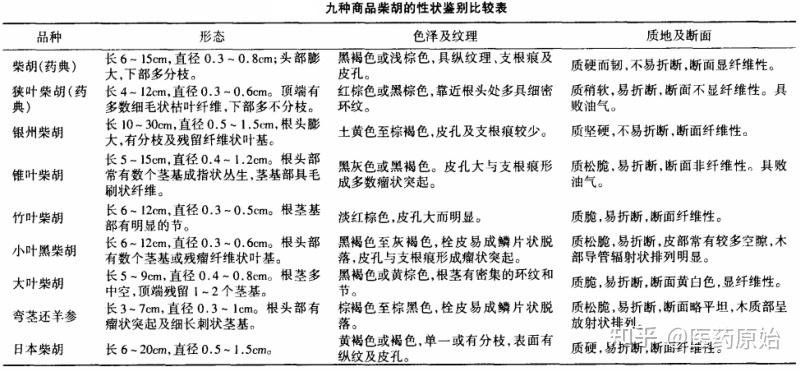 九种商品柴胡的性状鉴别比较表
品种 形态 色泽及纹理 质地及断面
柴胡(药典) 长6~15cm,直径0.3~0.8cm;头部膨大,下部多分枝。 黑褐色或浅棕色,具纵纹理、支根痕及皮孔。 质硬而韧,不易折断,断面显纤维性。
狭叶柴胡(药典) 长4~12cm,直径0.3~0.6cm。顶端有多数细毛状枯叶纤维,下部多不分枝。 红棕色或黑棕色,靠近根头处多具细密环纹。 质稍状,易折断,断面不显纤维性。具败油气。
银州柴胡 长10~30cm,直径0.5~1.5cm,根头膨大,有分枝及残留纤维状叶基。 土黄色至棕褐色,皮孔及支根痕较少。 质坚硬,不易折断,断面纤维性。
锥叶柴胡 长5~15cm,直径0.4~1.2cm。根头部常有数个茎基成指状丛生,茎基部具毛刷状纤维。 黑灰色或黑褐色。皮孔大与支根痕形成多数瘤状突起。 质松脆,易折断,断面非纤维性。具败油气。
竹叶柴胡 长6~12cm,直径0.3~0.5cm。根茎基部有明显的节。 淡红棕色,皮孔大而明显。 质脆,易折断,断面纤维性。
小叶黑柴胡 长6~12cm,直径0.3~0.6cm。根头部有数个茎基或残瘤纤维状叶基。 黑褐色至灰褐色,栓皮易成鳞片状脱落,皮孔与支根痕形成瘤状突起。 质松脆,易折断,皮部常有较多空隙,木部导管辐射状排列明显。
大叶柴胡 长5~9cm,直径0.4~0.8cm。根茎多中空,顶端残留1~2个茎基。 黑褐色或黄棕色,根茎有密集的环纹和节。 质脆,易折断,断面黄白色,显纤维性。
弯茎还羊参 长3~7cm,直径0.3~1cm。根头部有瘤状突起及细长刺状茎基。 棕褐色至棕黑色,栓皮易成鳞片状脱落。 质松脆,易折断,断面略平坦,木质部呈放射状排列。
日本柴胡 长6~20cm,直径0.5~1.5cm。 黄褐色或褐色,单一或有分枝,表面有纵纹及皮孔。 质硬,易折断,断面纤维性。
知乎 @医药原始